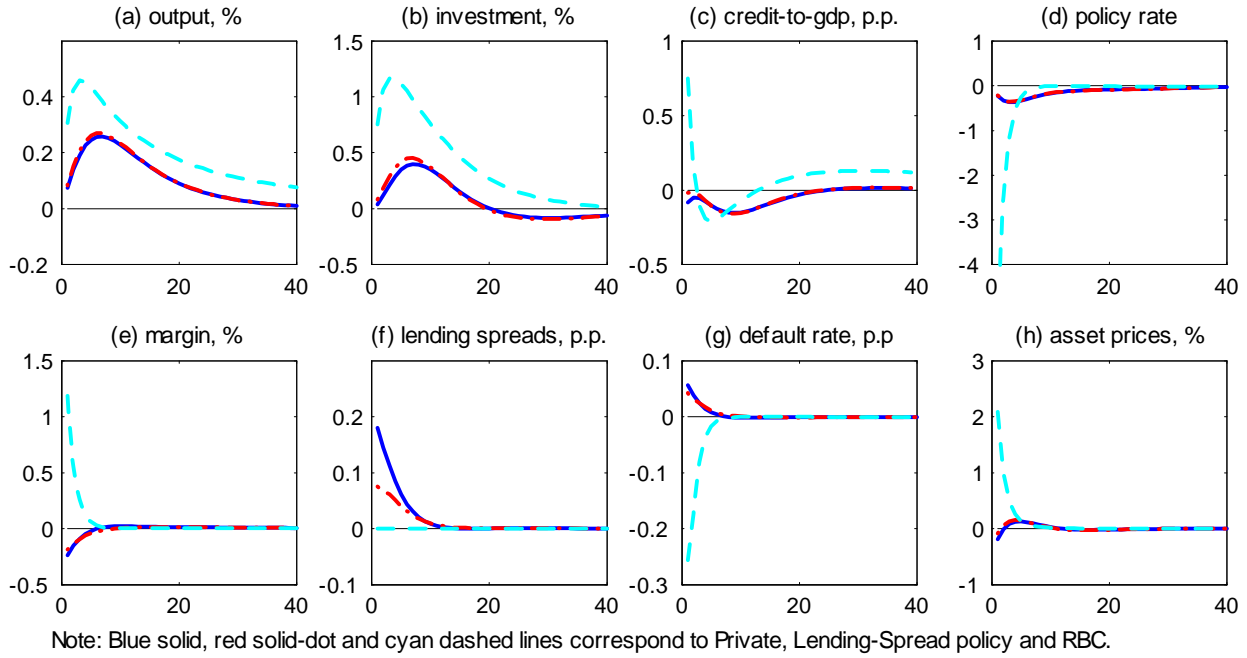 (a) output, %
(b) investment, %
(c) credit-to-gdp, p.p.
(d) policy rate
0.4
0.2
0
-0.2
0 20 40
1.5
1
0.5
0
-0.5
0 20 40
1
0.5
0
-0.5
0 20 40
1
0
-1
-2
-3
-4
0 20 40
(e) margin, %
(f) lending spreads, p.p.
(g) default rate, p.p
(h) asset prices, %
1.5
1
0.5
0
-0.5
0 20 40
0.2
0.1
0
-0.1
0 20 40
0.1
0
-0.1
-0.2
-0.3
0 20 40
3
2
1
0
-1
0 20 40
Note: Blue solid, red solid-dot and cyan dashed lines correspond to Private, Lending-Spread policy and RBC.